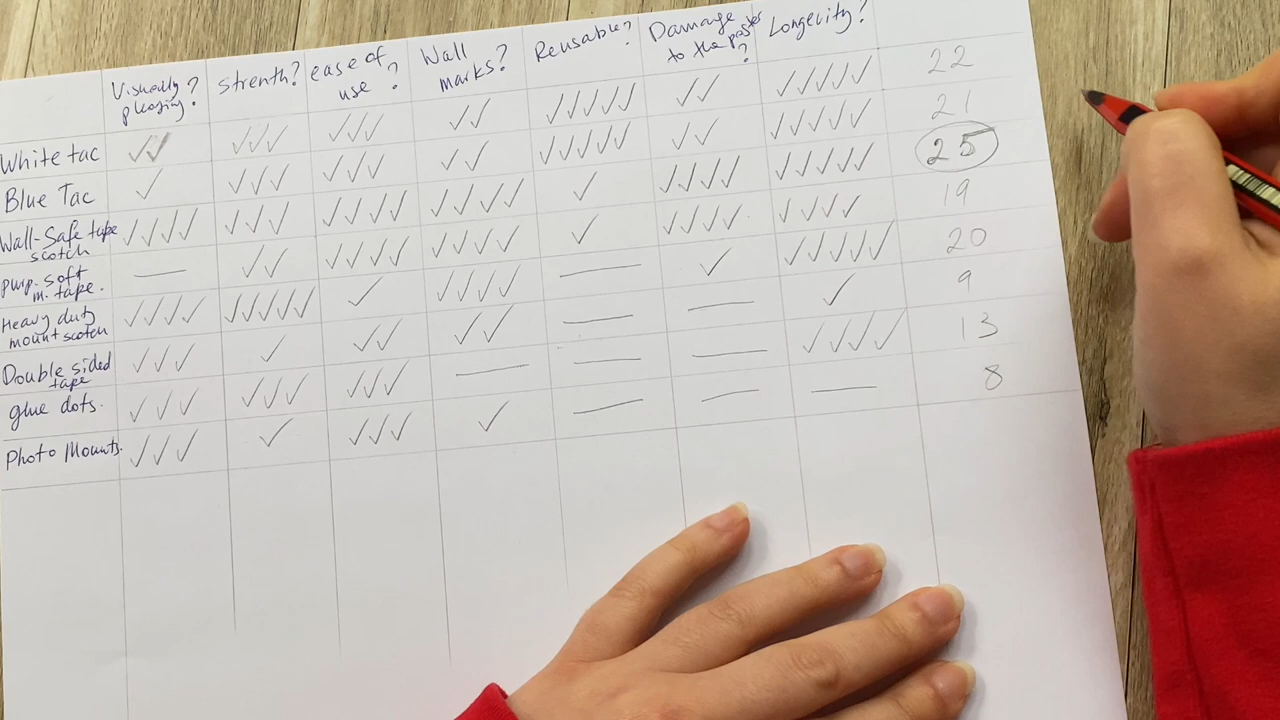 Visually pleasing? Strenth? ease of use? Wall marks? Reusable? Damage to the poster? Longevity?
White tac ✓✓ ✓✓✓ ✓✓✓ ✓✓ ✓✓✓✓✓ ✓✓ ✓✓✓✓✓ 22
Blue Tac ✓ ✓✓✓ ✓✓✓ ✓✓ ✓✓✓✓✓ ✓✓ ✓✓✓✓✓ 21
Wall-Safe tape scotch ✓✓✓✓ ✓✓✓ ✓✓✓✓ ✓✓✓✓ ✓ ✓✓✓✓ ✓✓✓✓✓ 25
purp. soft m. tape. — ✓✓ ✓✓✓✓ ✓✓✓✓ ✓ ✓✓✓✓ ✓✓✓✓ 19
Heavy duty mount scotch ✓✓✓✓ ✓✓✓✓✓ ✓ ✓✓✓✓ — ✓ ✓✓✓✓✓ 20
Double sided tape ✓✓✓ ✓ ✓✓ ✓✓ — — ✓ 9
glue dots. ✓✓✓ ✓✓✓ ✓✓✓ — — — ✓✓✓✓ 13
Photo Mounts. ✓✓✓ ✓ ✓✓✓ ✓ — — — 8